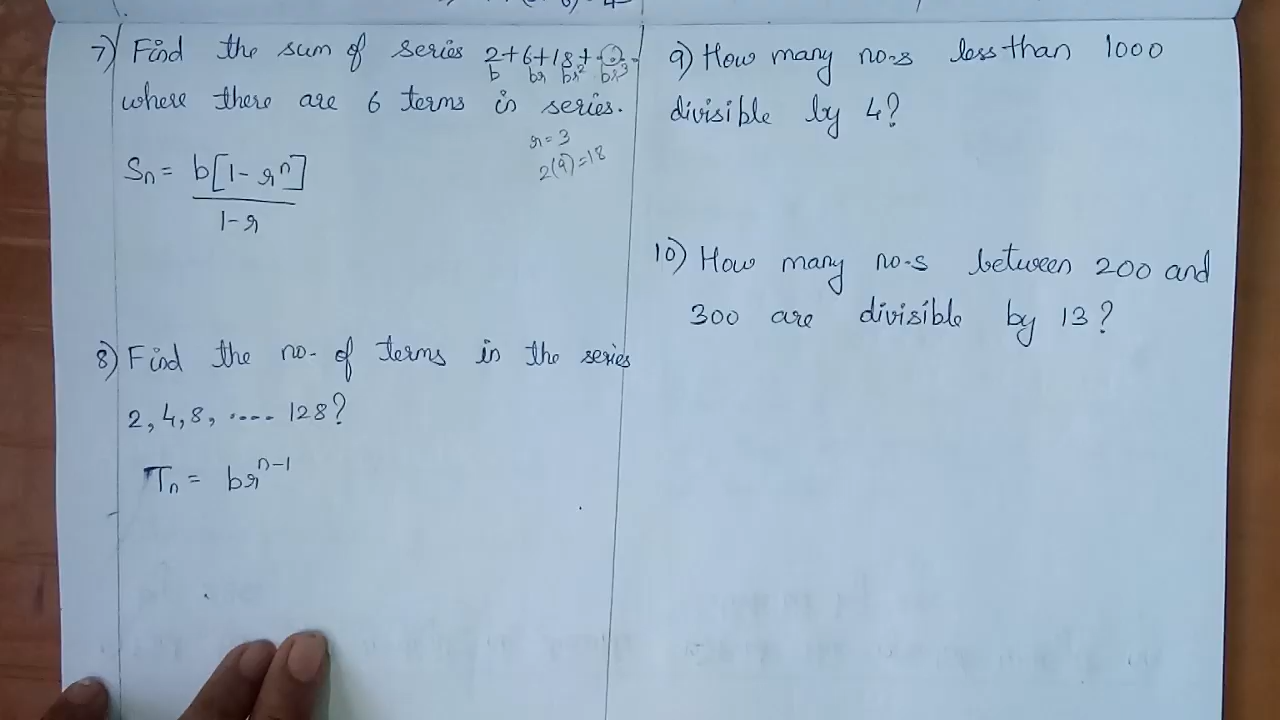 7) Find the sum of series 2+6+18+
b br br² br³
where there are 6 terms in series.
r=3
2(9)=18
Sn = b[1-rⁿ]
1-r
8) Find the no. of terms in the series
2,4,8, ..... 128?
Tn = brⁿ⁻¹
9) How many no.s less than 1000
divisible by 4?
10) How many no.s between 200 and
300 are divisible by 13?